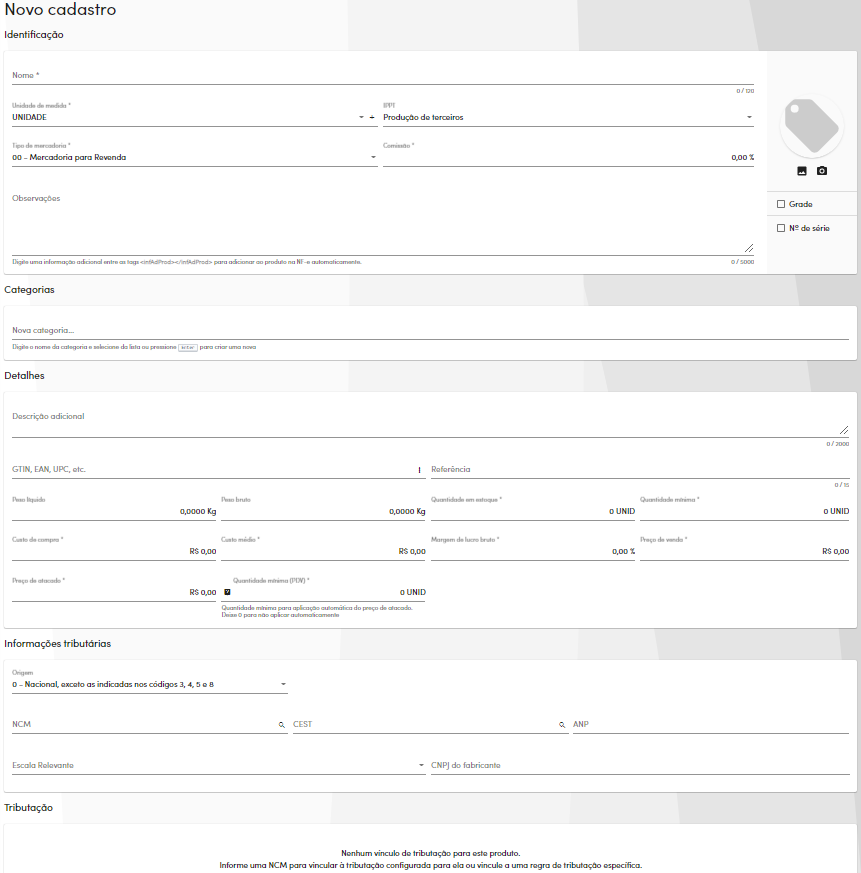 Novo cadastro
Identificação
Nome *
0 / 120
Unidade de medida * IPPT
UNIDADE + Produção de terceiros
Tipo de mercadoria * Comissão *
00 - Mercadoria para Revenda 0,00 %
Grade
Observações
Nº de série
Digite uma informação adicional entre as tags <infAdProd></infAdProd> para adicionar ao produto na NF-e automaticamente. 0 / 5000
Categorias
Nova categoria...
Digite o nome da categoria e selecione da lista ou pressione enter para criar uma nova
Detalhes
Descrição adicional
0 / 2000
GTIN, EAN, UPC, etc. Referência
0 / 15
Peso líquido Peso bruto Quantidade em estoque * Quantidade mínima *
0,0000 Kg 0,0000 Kg 0 UNID 0 UNID
Custo de compra * Custo médio * Margem de lucro bruto * Preço de venda *
R$ 0,00 R$ 0,00 0,00 % R$ 0,00
Preço de atacado * Quantidade mínima (PDV) *
R$ 0,00 0 UNID
Quantidade mínima para aplicação automática do preço de atacado.
Deixe 0 para não aplicar automaticamente
Informações tributárias
Origem
0 - Nacional, exceto as indicadas nos códigos 3, 4, 5 e 8
NCM CEST ANP
Escala Relevante CNPJ do fabricante
Tributação
Nenhum vínculo de tributação para este produto.
Informe uma NCM para vincular à tributação configurada para ela ou vincule a uma regra de tributação específica.